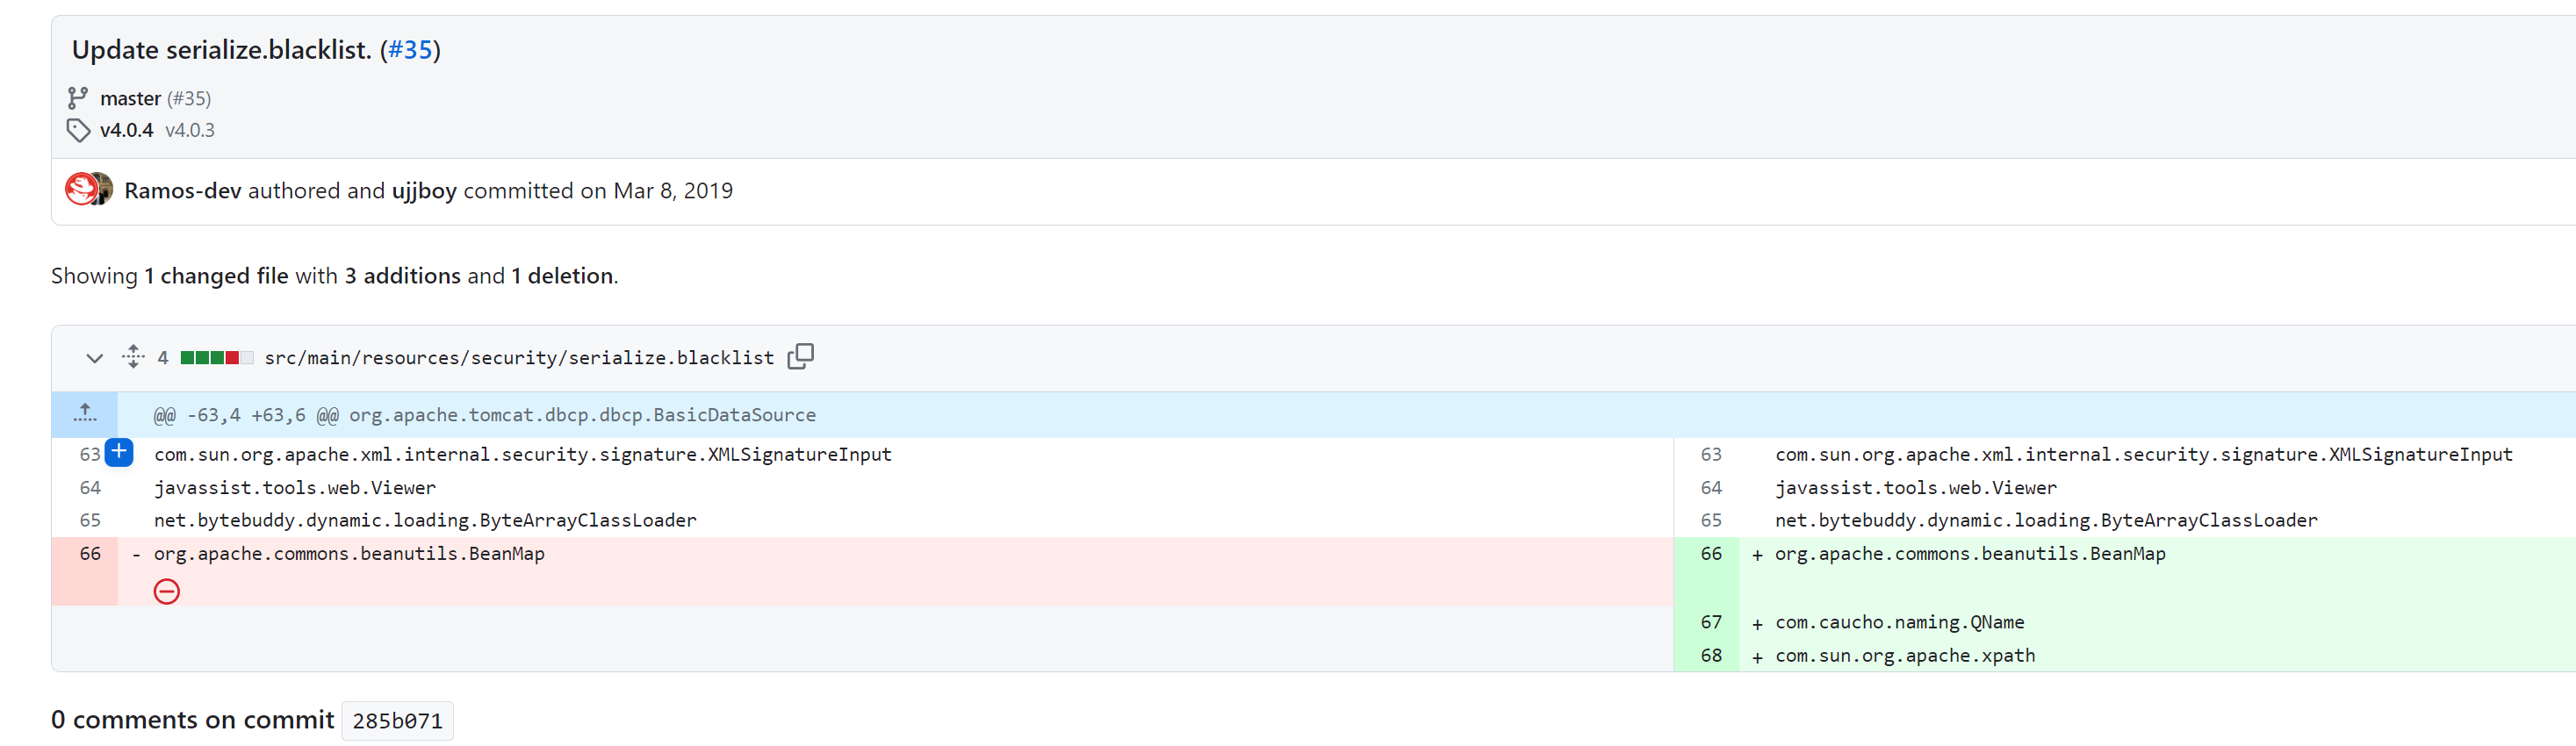 Update serialize.blacklist. (#35)
master (#35)
v4.0.4 v4.0.3
Ramos-dev authored and ujjboy committed on Mar 8, 2019
Showing 1 changed file with 3 additions and 1 deletion.
4 src/main/resources/security/serialize.blacklist
@@ -63,4 +63,6 @@ org.apache.tomcat.dbcp.dbcp.BasicDataSource
63 com.sun.org.apache.xml.internal.security.signature.XMLSignatureInput 63 com.sun.org.apache.xml.internal.security.signature.XMLSignatureInput
64 javassist.tools.web.Viewer 64 javassist.tools.web.Viewer
65 net.bytebuddy.dynamic.loading.ByteArrayClassLoader 65 net.bytebuddy.dynamic.loading.ByteArrayClassLoader
66 - org.apache.commons.beanutils.BeanMap 66 + org.apache.commons.beanutils.BeanMap
67 + com.caucho.naming.QName
68 + com.sun.org.apache.xpath
0 comments on commit 285b071